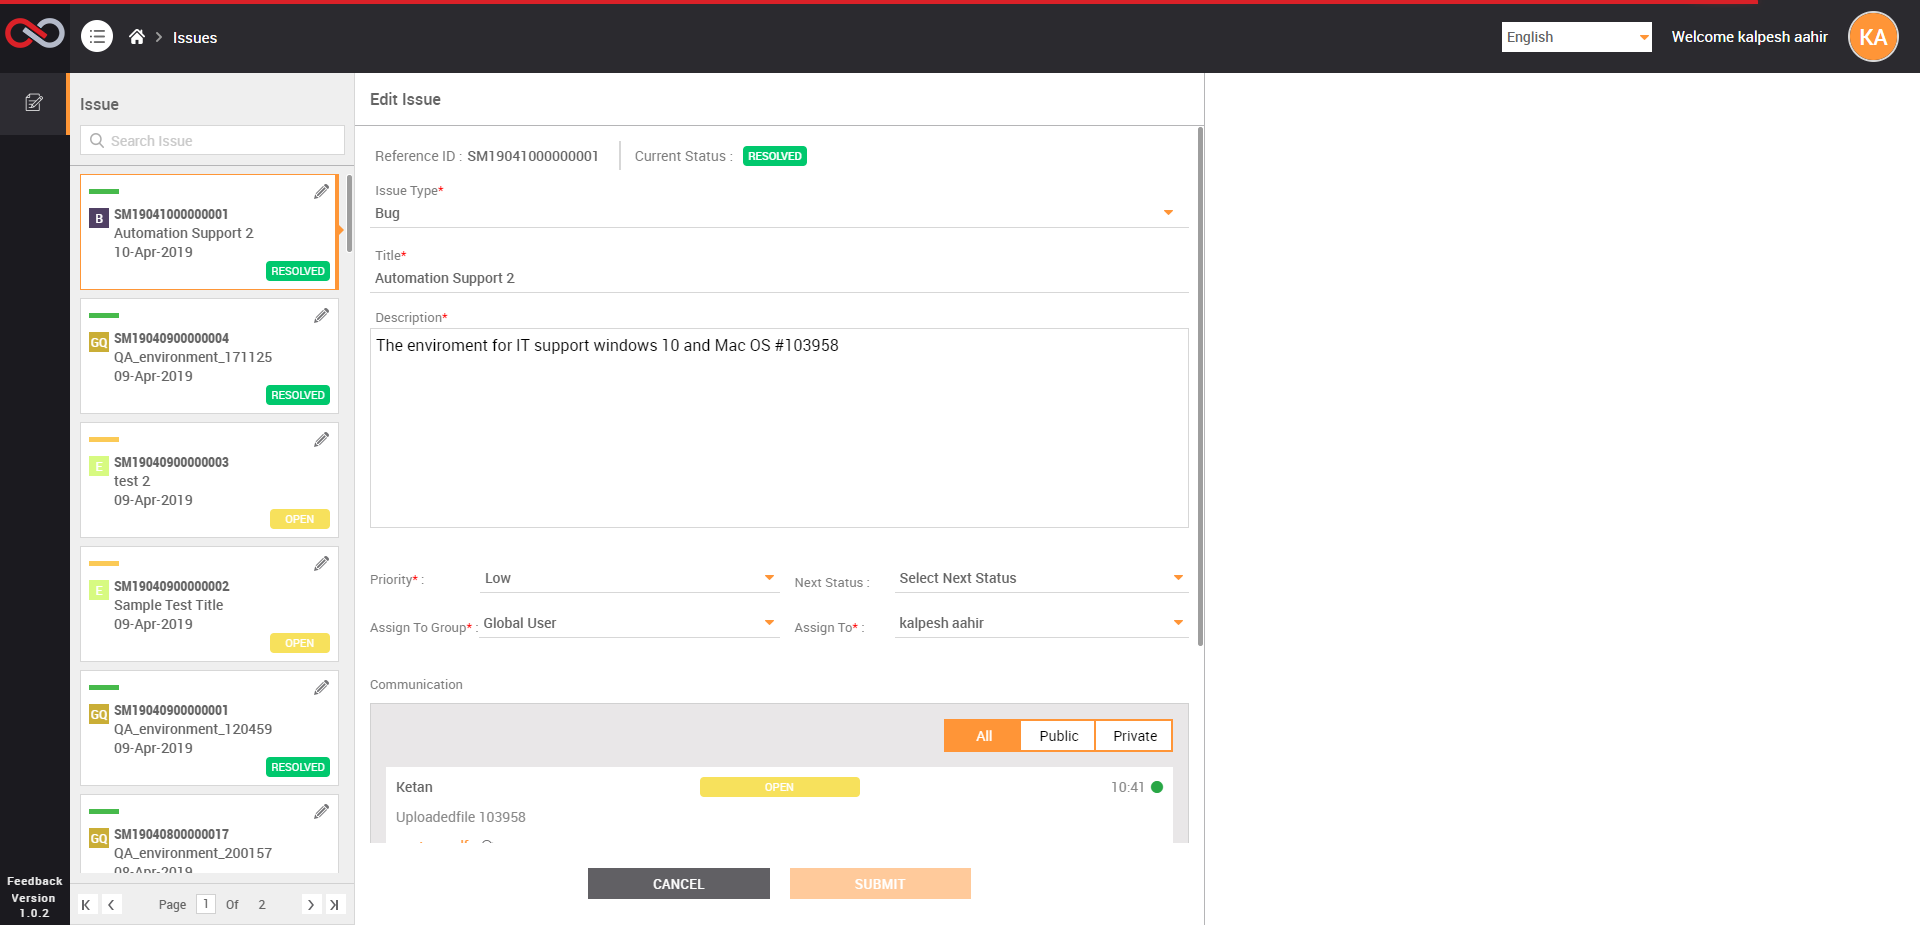 Issues
English
Welcome kalpesh aahir
KA
Issue
Search Issue
B
SM19041000000001
Automation Support 2
10-Apr-2019
RESOLVED
GQ
SM19040900000004
QA_environment_171125
09-Apr-2019
RESOLVED
E
SM19040900000003
test 2
09-Apr-2019
OPEN
E
SM19040900000002
Sample Test Title
09-Apr-2019
OPEN
GQ
SM19040900000001
QA_environment_120459
09-Apr-2019
RESOLVED
GQ
SM19040800000017
QA_environment_200157
08-Apr-2019
Page 1 Of 2
Feedback
Version
1.0.2
Edit Issue
Reference ID : SM19041000000001
Current Status : RESOLVED
Issue Type*
Bug
Title*
Automation Support 2
Description*
The enviroment for IT support windows 10 and Mac OS #103958
Priority* : Low
Next Status : Select Next Status
Assign To Group* : Global User
Assign To* : kalpesh aahir
Communication
All Public Private
Ketan OPEN 10:41
Uploadedfile 103958
CANCEL SUBMIT